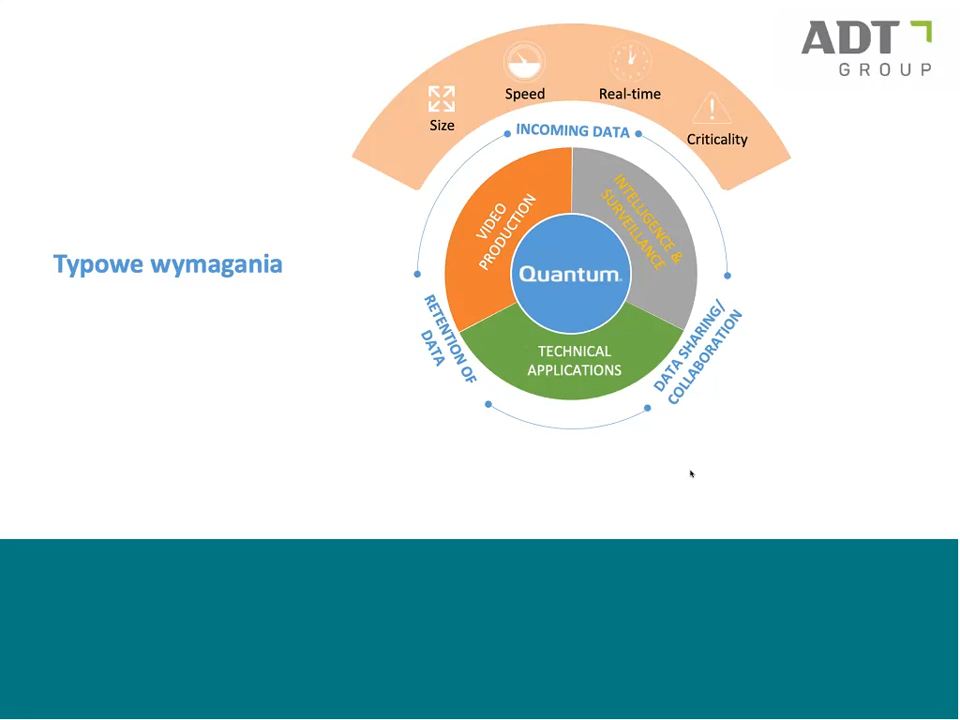 ADT
GROUP
Speed
Real-time
Size
Criticality
INCOMING DATA
VIDEO
PRODUCTION
INTELLIGENCE &
SURVEILLANCE
Typowe wymagania
Quantum
RETENTION OF
DATA
DATA SHARING/
COLLABORATION
TECHNICAL
APPLICATIONS